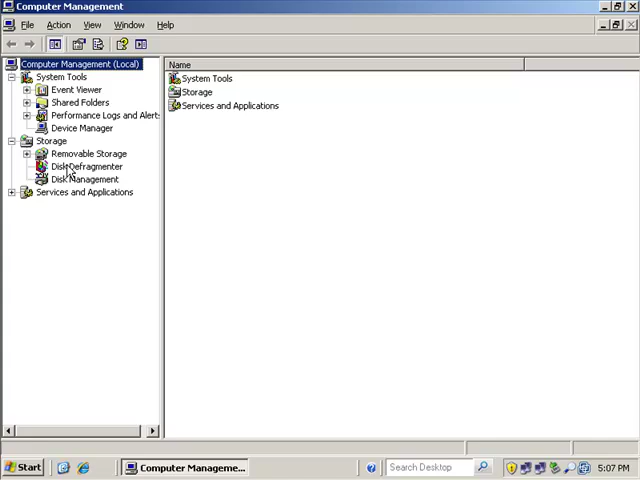 Computer Management
File Action View Window Help
Computer Management (Local)
System Tools
Event Viewer
Shared Folders
Performance Logs and Alerts
Device Manager
Storage
Removable Storage
Disk Defragmenter
Disk Management
Services and Applications
Name
System Tools
Storage
Services and Applications
Start
Computer Manageme...
Search Desktop
5:07 PM